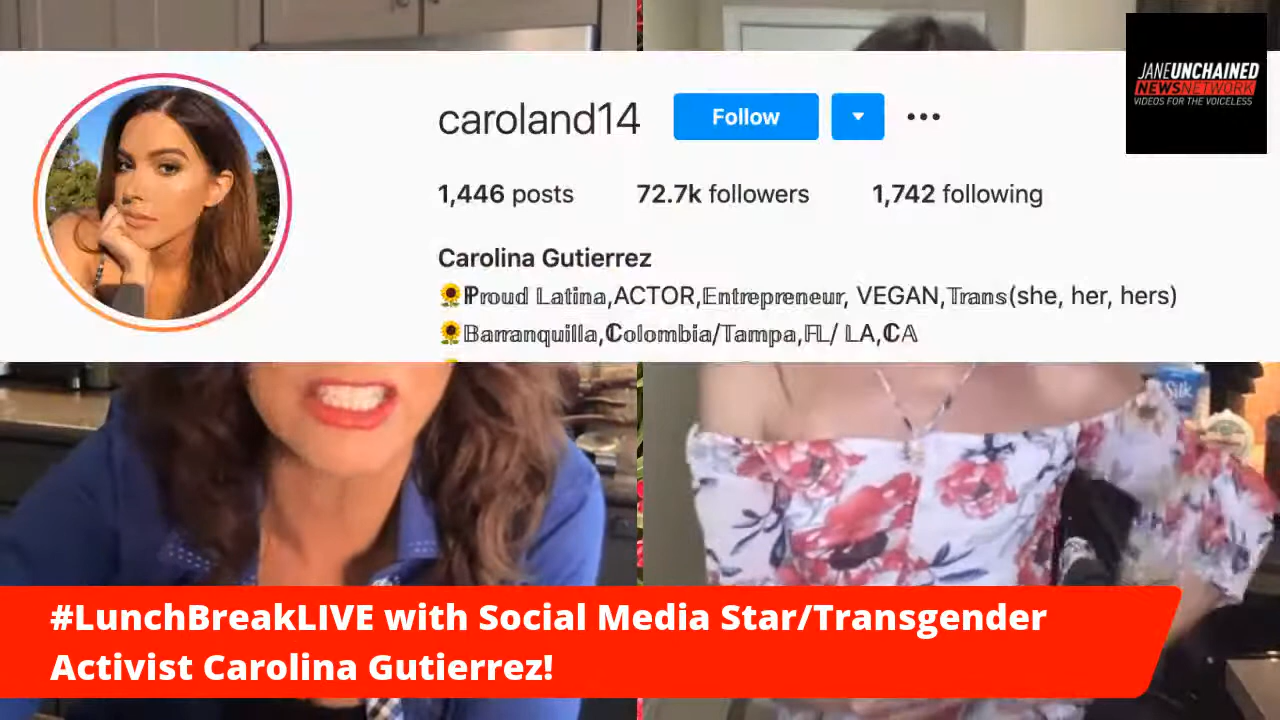 JANEUNCHAINED
NEWSNETWORK
VIDEOS FOR THE VOICELESS
caroland14
Follow
1,446 posts 72.7k followers 1,742 following
Carolina Gutierrez
🌻ℙ𝕣𝕠𝕦𝕕 𝕃𝕒𝕥𝕚𝕟𝕒,ACTOR,𝔼𝕟𝕥𝕣𝕖𝕡𝕣𝕖𝕟𝕖𝕦𝕣, VEGAN,𝕋𝕣𝕒𝕟𝕤(she, her, hers)
🌻𝔹𝕒𝕣𝕣𝕒𝕟𝕢𝕦𝕚𝕝𝕝𝕒,ℂ𝕠𝕝𝕠𝕞𝕓𝕚𝕒/𝕋𝕒𝕞𝕡𝕒,𝔽𝕃/ 𝕃𝔸,ℂ𝔸
Silk
#LunchBreakLIVE with Social Media Star/Transgender
Activist Carolina Gutierrez!